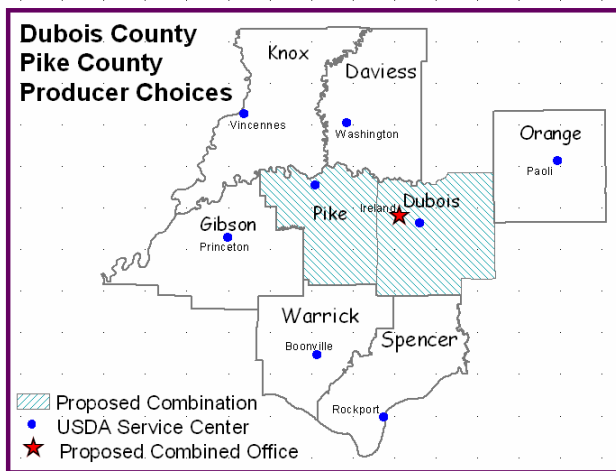 Dubois County
Pike County
Producer Choices
Knox
Daviess
Vincennes
Washington
Orange
Paoli
Pike
Ireland
Dubois
Gibson
Princeton
Warrick
Boonville
Spencer
Rockport
Proposed Combination
USDA Service Center
Proposed Combined Office